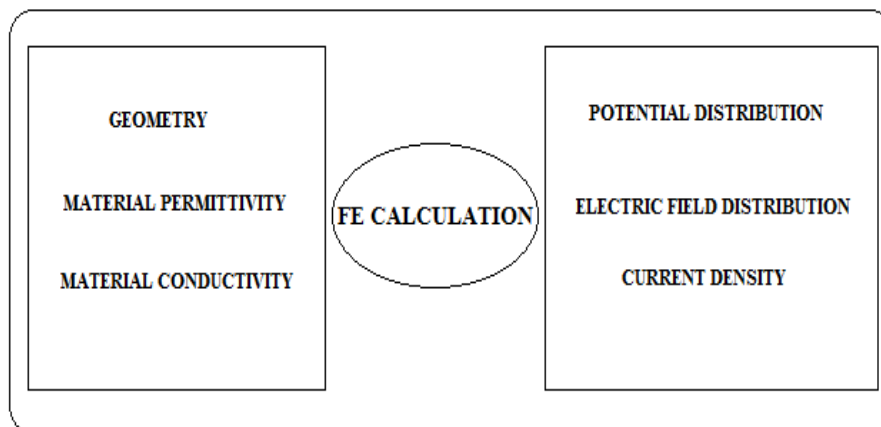 GEOMETRY
MATERIAL PERMITTIVITY
MATERIAL CONDUCTIVITY
FE CALCULATION
POTENTIAL DISTRIBUTION
ELECTRIC FIELD DISTRIBUTION
CURRENT DENSITY